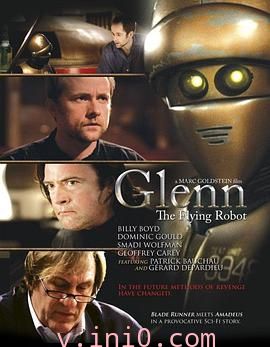 a MARC GOLDSTEIN film
Glenn
The Flying Robot
BILLY BOYD
DOMINIC GOULD
SMADI WOLFMAN
GEOFFREY CAREY
FEATURING PATRICK BAUCHAU
AND GÉRARD DEPARDIEU
IN THE FUTURE METHODS OF REVENGE
HAVE CHANGED.
BLADE RUNNER MEETS AMADEUS
IN A PROVOCATIVE SCI-FI STORY.
v.ini0.com